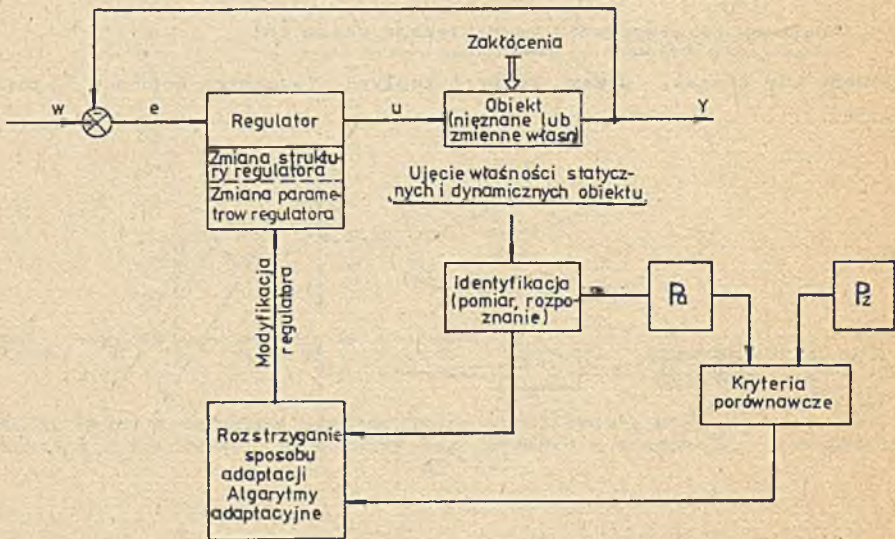 Zakłócenia
w
e
Regulator
u
Obiekt
(nieznane lub
zmienne własn)
Y
Zmiana struktu-
ry regulatora
Zmiana parame-
trow regulatora
Ujęcie własności statycz-
nych i dynamicznych obiektu
Modyfikacja
regulatora
Identyfikacja
(pomiar, rozpo-
znanie)
Pa
Pz
Kryteria
porównawcze
Rozstrzyganie
sposobu
adaptacji
Algarytmy
adaptacyjne